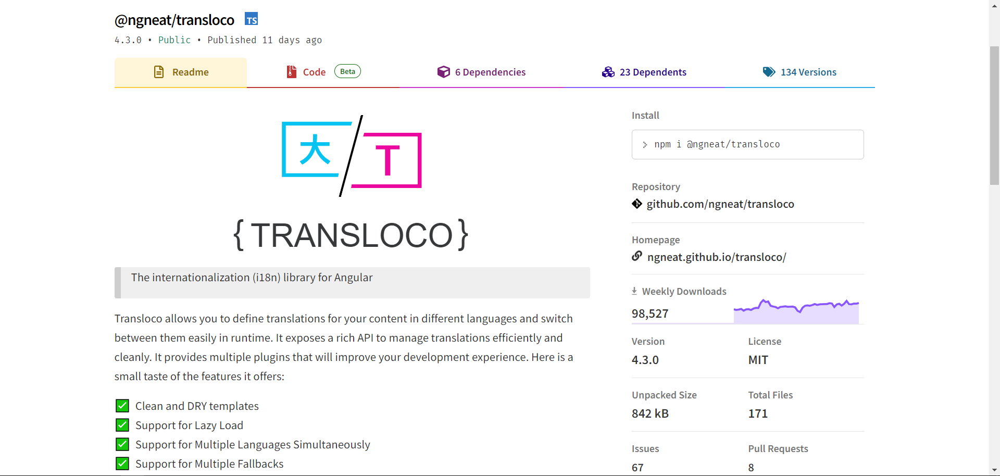 @ngneat/transloco TS
4.3.0 • Public • Published 11 days ago
Readme
Code Beta
6 Dependencies
23 Dependents
134 Versions
大 T
{TRANSLOCO}
The internationalization (i18n) library for Angular
Transloco allows you to define translations for your content in different languages and switch
between them easily in runtime. It exposes a rich API to manage translations efficiently and
cleanly. It provides multiple plugins that will improve your development experience. Here is a
small taste of the features it offers:
✅ Clean and DRY templates
✅ Support for Lazy Load
✅ Support for Multiple Languages Simultaneously
✅ Support for Multiple Fallbacks
Install
> npm i @ngneat/transloco
Repository
github.com/ngneat/transloco
Homepage
ngneat.github.io/transloco/
Weekly Downloads
98,527
Version License
4.3.0 MIT
Unpacked Size Total Files
842 kB 171
Issues Pull Requests
67 8